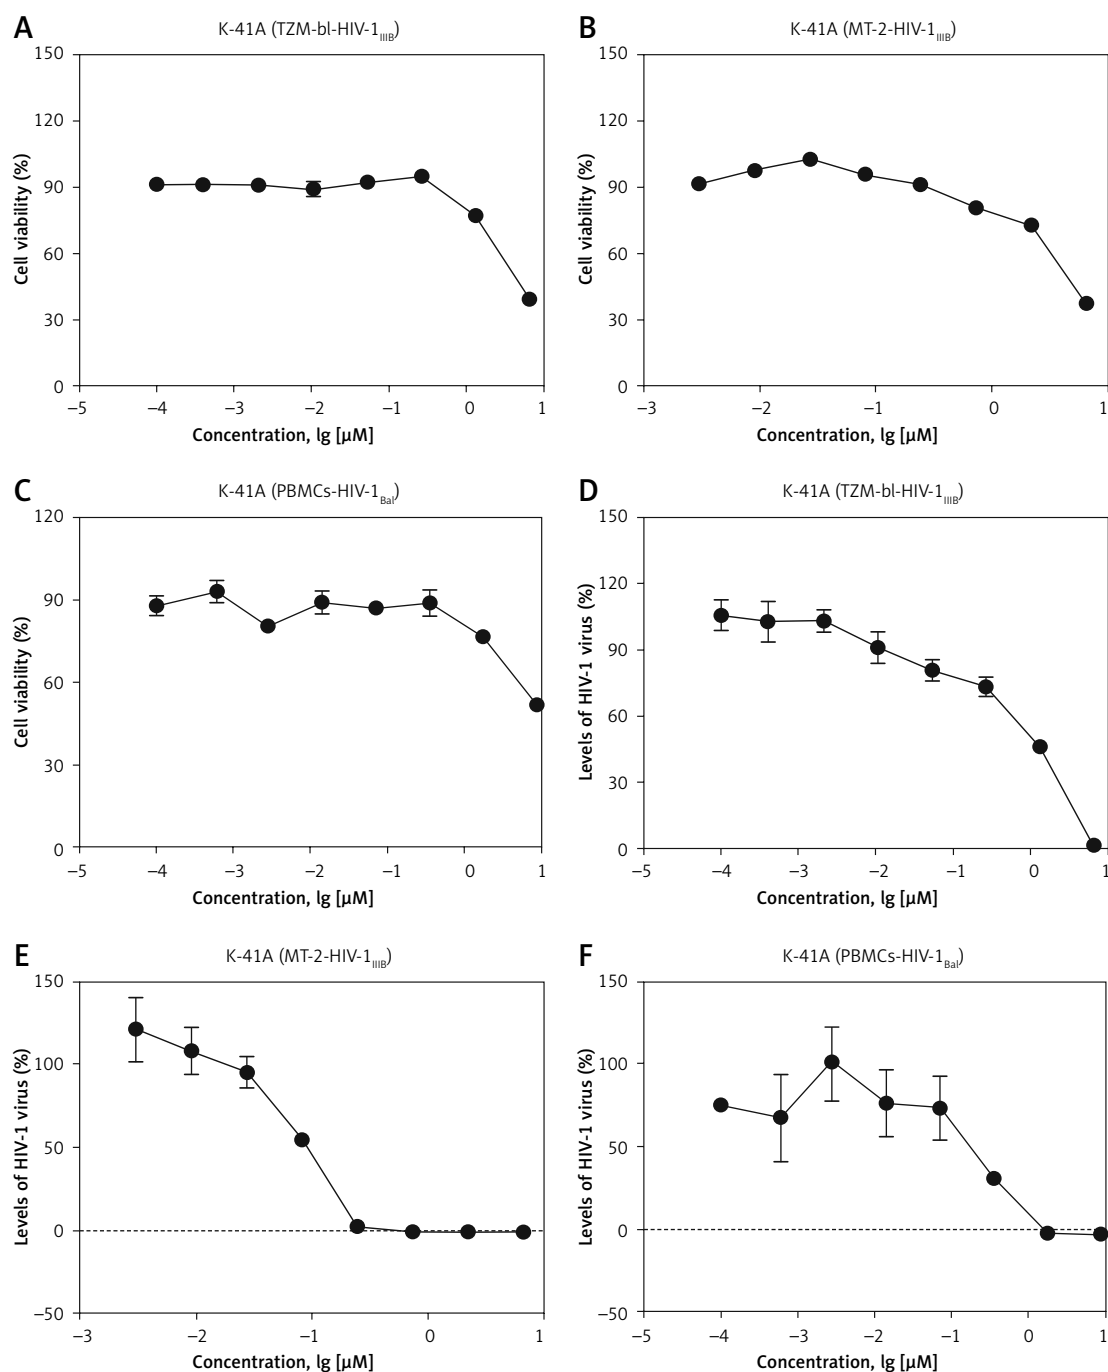 A
K-41A (TZM-bl-HIV-1IIIB)
150
120
90
60
30
0
Cell viability (%)
–5 –4 –3 –2 –1 0 1
Concentration, lg [µM]
B
K-41A (MT-2-HIV-1IIIB)
150
120
90
60
30
0
Cell viability (%)
–3 –2 –1 0 1
Concentration, lg [µM]
C
K-41A (PBMCs-HIV-1Bal)
120
90
60
30
0
Cell viability (%)
–5 –4 –3 –2 –1 0 1
Concentration, lg [µM]
D
K-41A (TZM-bl-HIV-1IIIB)
150
120
90
60
30
0
Levels of HIV-1 virus (%)
–5 –4 –3 –2 –1 0 1
Concentration, lg [µM]
E
K-41A (MT-2-HIV-1IIIB)
150
100
50
0
–50
Levels of HIV-1 virus (%)
–3 –2 –1 0 1
Concentration, lg [µM]
F
K-41A (PBMCs-HIV-1Bal)
150
100
50
0
–50
Levels of HIV-1 virus (%)
–5 –4 –3 –2 –1 0 1
Concentration, lg [µM]